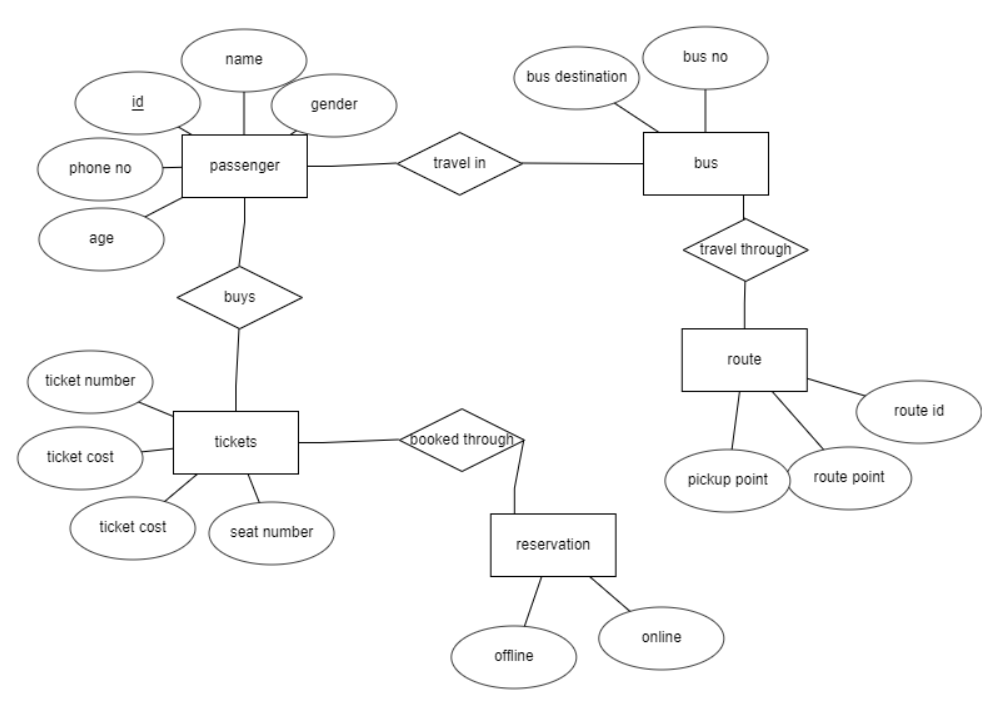 name
bus no
bus destination
id
gender
phone no
passenger
travel in
bus
age
travel through
buys
route
ticket number
route id
tickets
booked through
ticket cost
pickup point
route point
ticket cost
seat number
reservation
offline
online